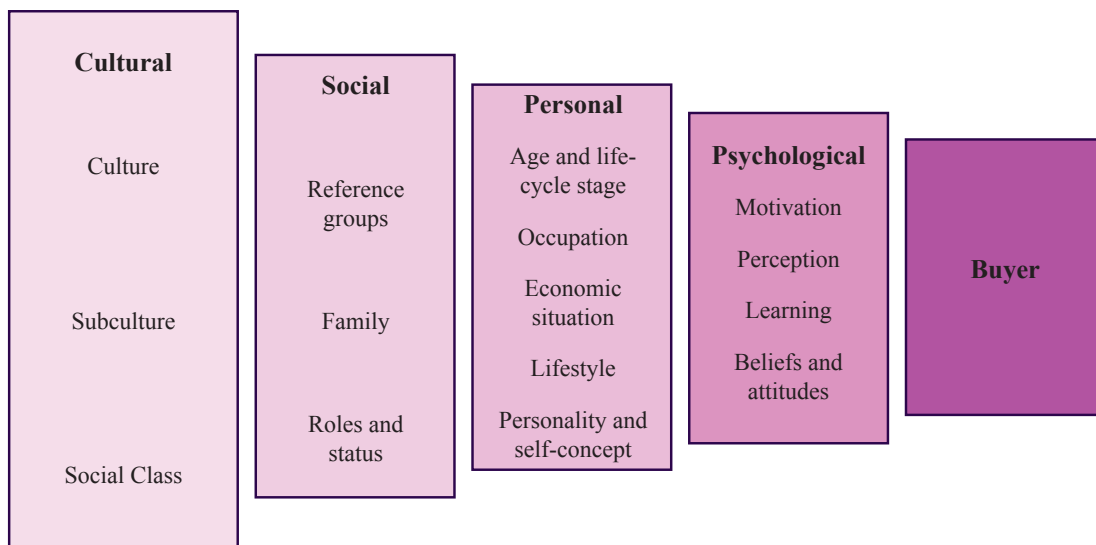 Cultural
Culture
Subculture
Social Class
Social
Reference
groups
Family
Roles and
status
Personal
Age and life-
cycle stage
Occupation
Economic
situation
Lifestyle
Personality and
self-concept
Psychological
Motivation
Perception
Learning
Beliefs and
attitudes
Buyer